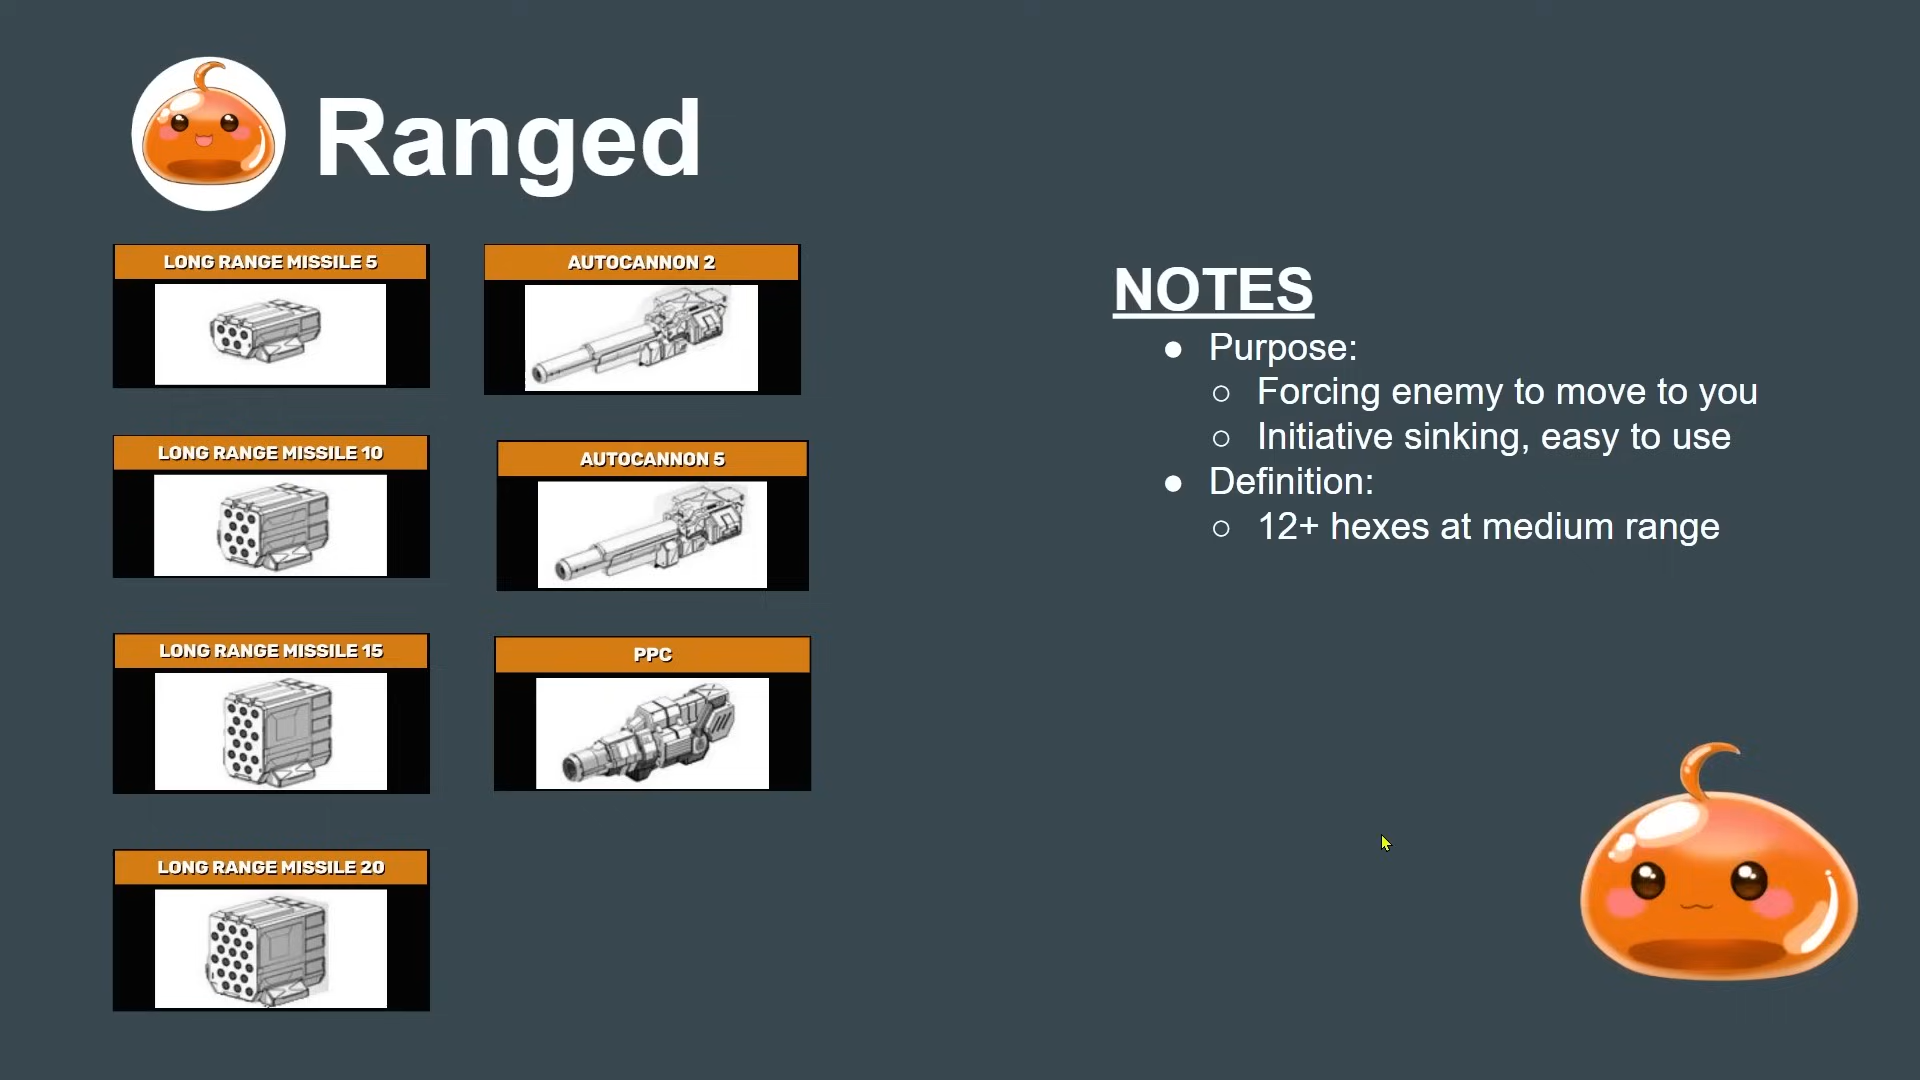 Ranged
LONG RANGE MISSILE 5
AUTOCANNON 2
LONG RANGE MISSILE 10
AUTOCANNON 5
LONG RANGE MISSILE 15
PPC
LONG RANGE MISSILE 20
NOTES
● Purpose:
○ Forcing enemy to move to you
○ Initiative sinking, easy to use
● Definition:
○ 12+ hexes at medium range